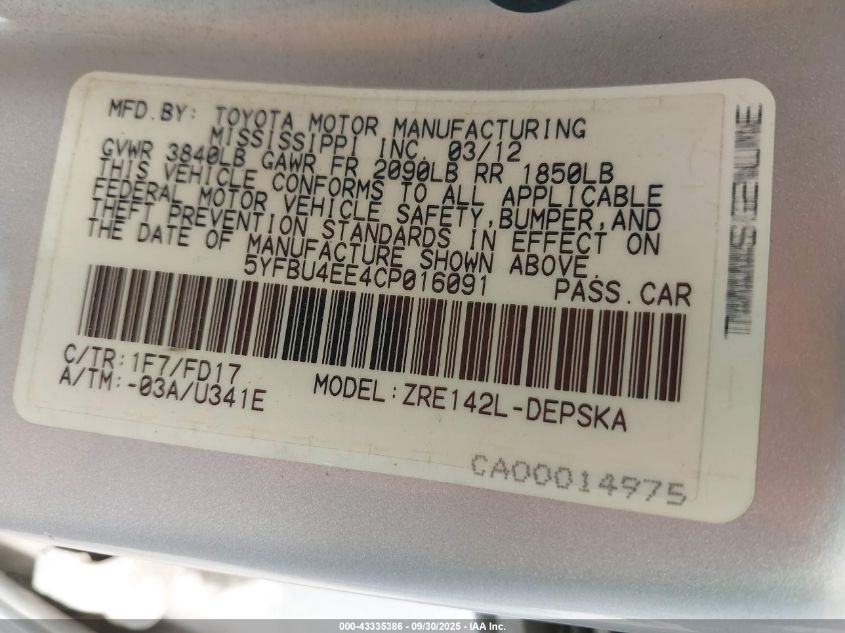 MFD.BY: TOYOTA MOTOR MANUFACTURING
MISSISSIPPI INC. 03/12
GVWR 3840LB GAWR FR 2090LB RR 1850LB
THIS VEHICLE CONFORMS TO ALL APPLICABLE
FEDERAL MOTOR VEHICLE SAFETY,BUMPER,AND
THEFT PREVENTION STANDARDS IN EFFECT ON
THE DATE OF MANUFACTURE SHOWN ABOVE.
5YFBU4EE4CP016091 PASS.CAR
C/TR:1F7/FD17
A/TM:-03A/U341E
MODEL:ZRE142L-DEPSKA
CA00014975
000-43335386 - 09/30/2025 - IAA Inc.